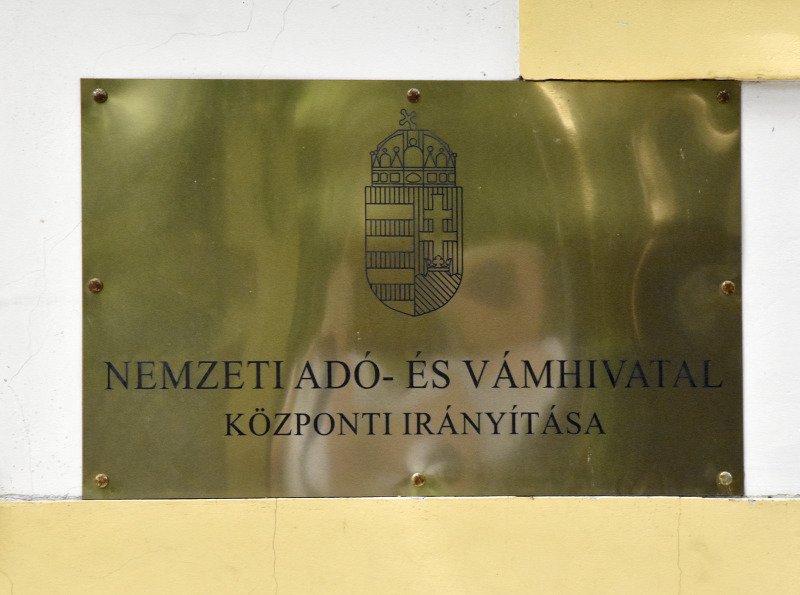 NEMZETI ADÓ- ÉS VÁMHIVATAL
KÖZPONTI IRÁNYÍTÁSA